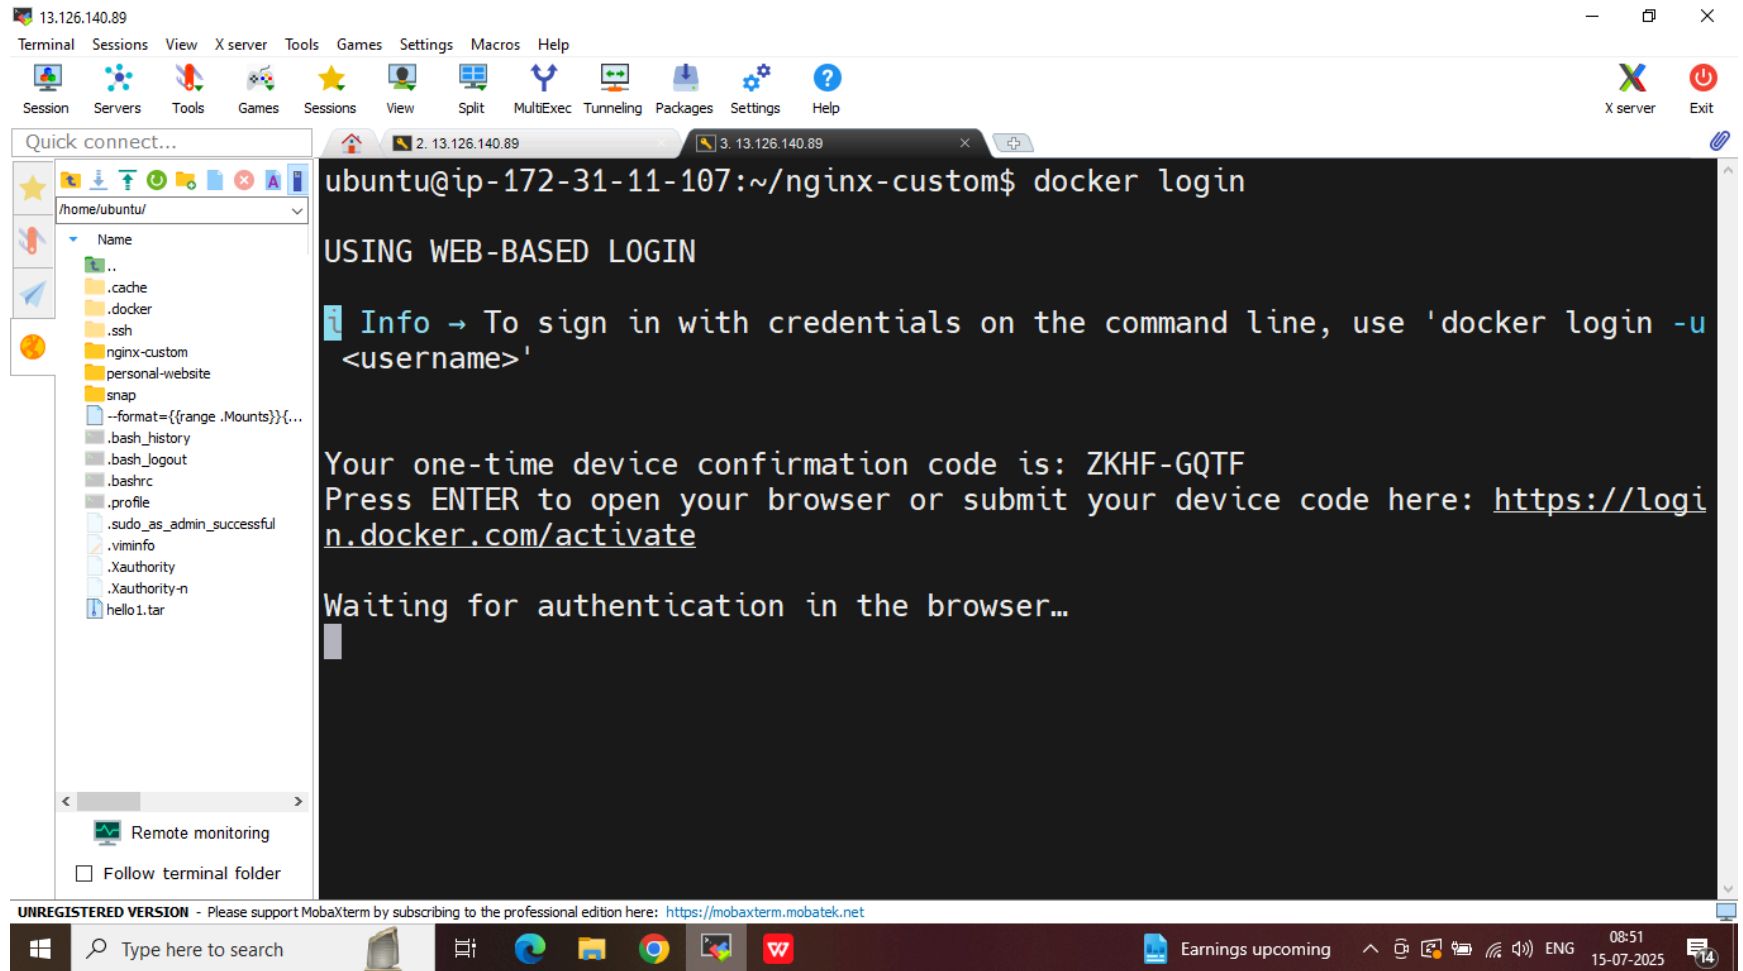 13.126.140.89
Terminal Sessions View X server Tools Games Settings Macros Help
Session Servers Tools Games Sessions View Split MultiExec Tunneling Packages Settings Help X server Exit
Quick connect...
2. 13.126.140.89
3. 13.126.140.89
/home/ubuntu/
Name
..
.cache
.docker
.ssh
nginx-custom
personal-website
snap
--format={{range .Mounts}}{...
.bash_history
.bash_logout
.bashrc
.profile
.sudo_as_admin_successful
.viminfo
.Xauthority
.Xauthority-n
hello1.tar
Remote monitoring
Follow terminal folder
ubuntu@ip-172-31-11-107:~/nginx-custom$ docker login
USING WEB-BASED LOGIN
i Info → To sign in with credentials on the command line, use 'docker login -u
<username>'
Your one-time device confirmation code is: ZKHF-GQTF
Press ENTER to open your browser or submit your device code here: https://logi
n.docker.com/activate
Waiting for authentication in the browser…
UNREGISTERED VERSION - Please support MobaXterm by subscribing to the professional edition here: https://mobaxterm.mobatek.net
Type here to search
Earnings upcoming
ENG
08:51
15-07-2025
14